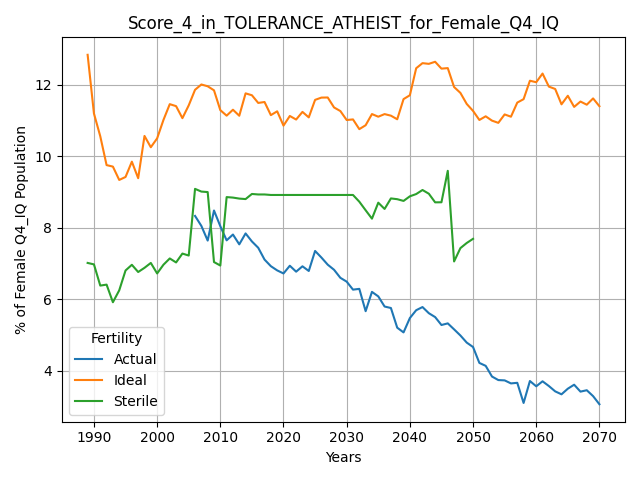 Score_4_in_TOLERANCE_ATHEIST_for_Female_Q4_IQ
% of Female Q4_IQ Population
12
10
8
6
4
Fertility
Actual
Ideal
Sterile
1990 2000 2010 2020 2030 2040 2050 2060 2070
Years